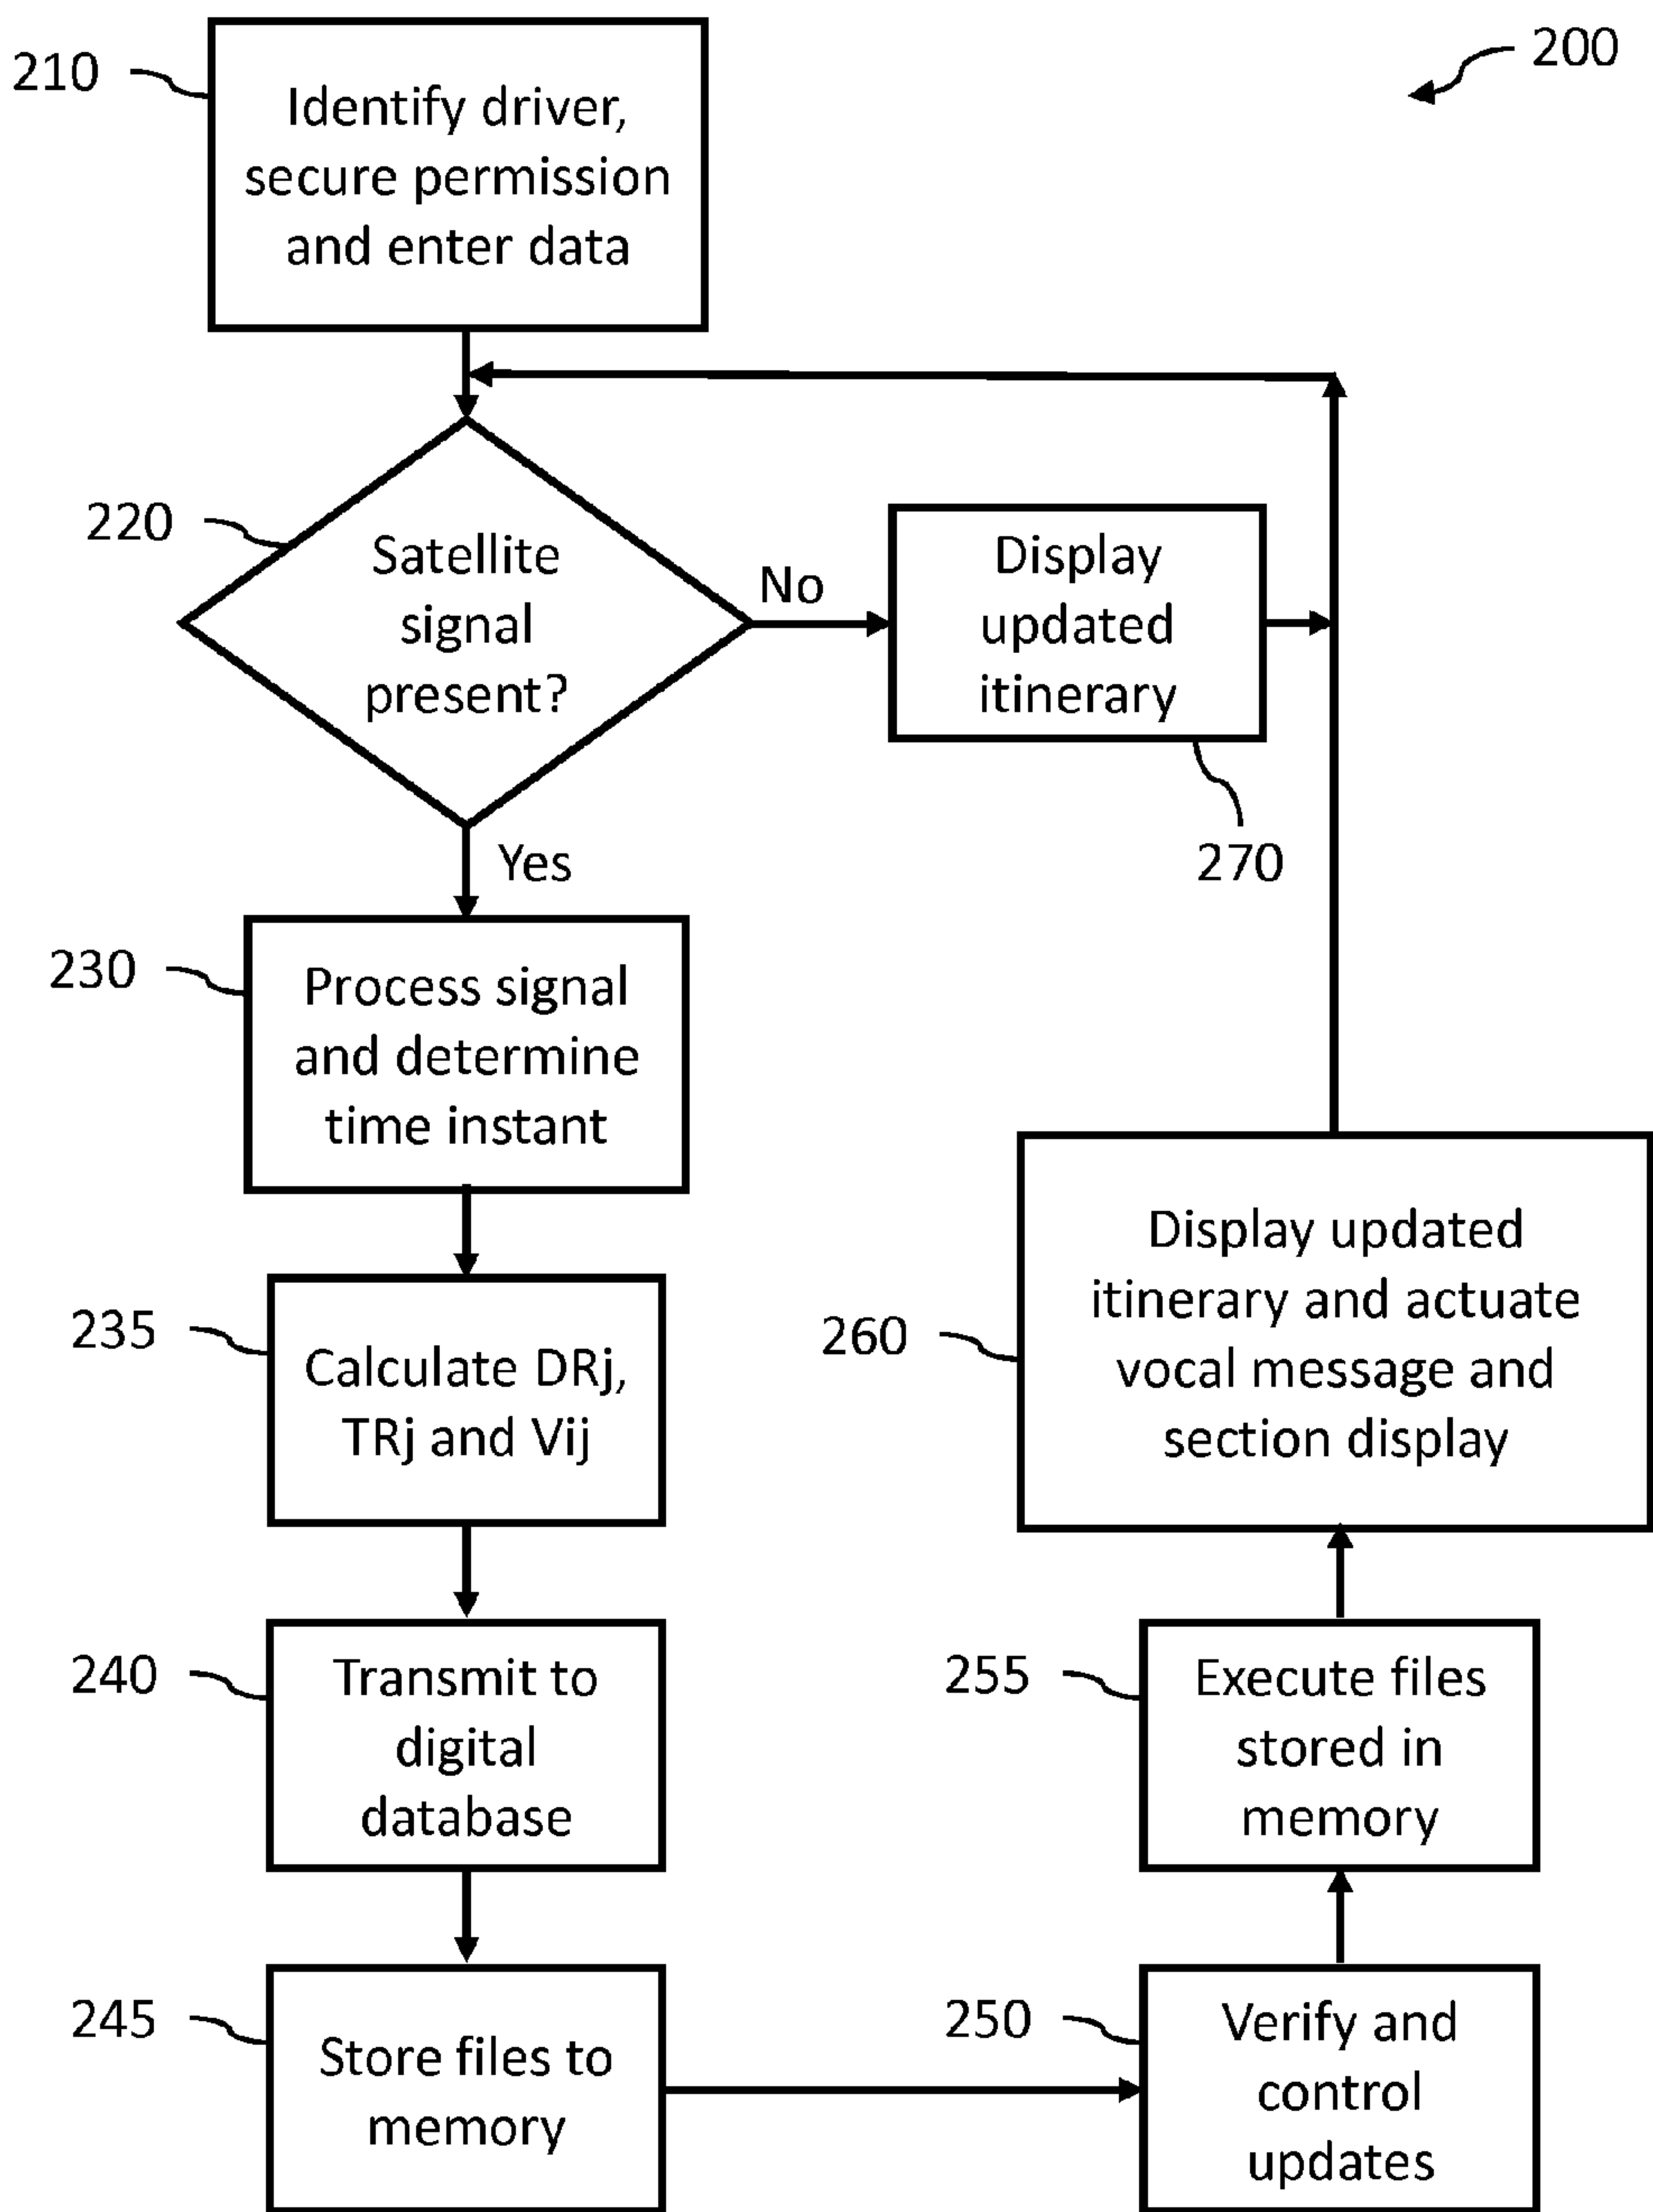 200
210
Identify driver,
secure permission
and enter data
220
Satellite
signal
present?
No
Display
updated
itinerary
270
Yes
230
Process signal
and determine
time instant
235
Calculate DRj,
TRj and Vij
240
Transmit to
digital
database
245
Store files to
memory
250
Verify and
control
updates
255
Execute files
stored in
memory
260
Display updated
itinerary and actuate
vocal message and
section display